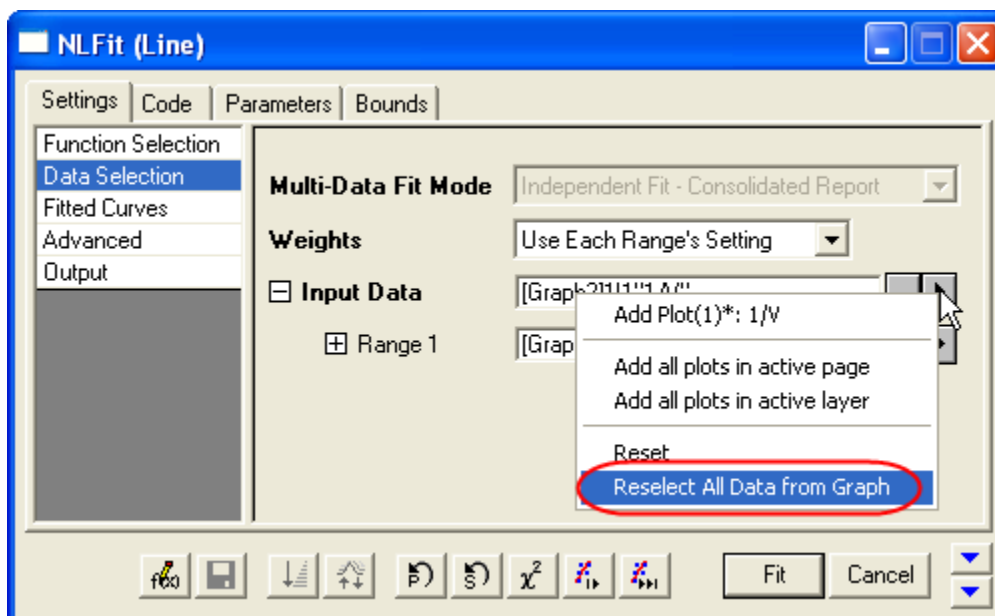 NLFit (Line)
Settings Code Parameters Bounds
Function Selection
Data Selection
Fitted Curves
Advanced
Output
Multi-Data Fit Mode Independent Fit - Consolidated Report
Weights Use Each Range's Setting
Input Data
Range 1 [Grap
Add Plot(1)*: 1/V
Add all plots in active page
Add all plots in active layer
Reset
Reselect All Data from Graph
Fit Cancel